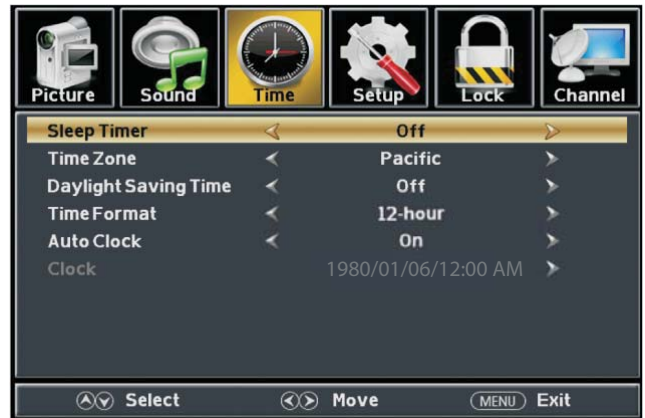 Picture Sound Time Setup Lock Channel
Sleep Timer Off
Time Zone Pacific
Daylight Saving Time Off
Time Format 12-hour
Auto Clock On
Clock 1980/01/06/12:00 AM
Select Move MENU Exit